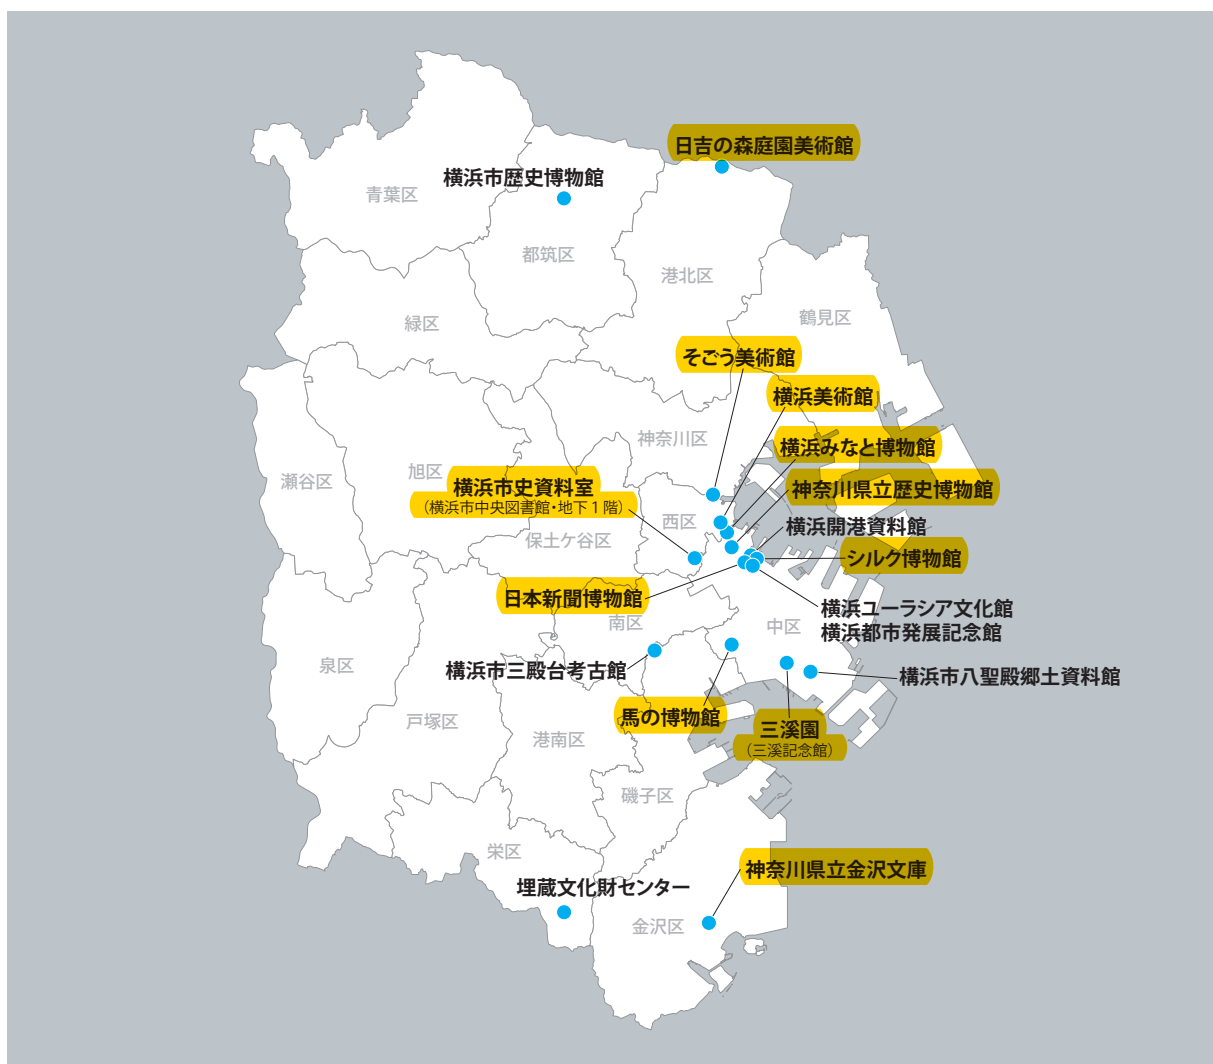 日吉の森庭園美術館
横浜市歴史博物館
青葉区
都筑区
港北区
鶴見区
緑区
そごう美術館
横浜美術館
神奈川区
横浜みなと博物館
旭区
瀬谷区
横浜市史資料室
（横浜市中央図書館・地下1階）
神奈川県立歴史博物館
西区
横浜開港資料館
保土ケ谷区
シルク博物館
日本新聞博物館
横浜ユーラシア文化館
南区
中区
横浜都市発展記念館
泉区
横浜市三殿台考古館
横浜市八聖殿郷土資料館
馬の博物館
戸塚区
三溪園
（三溪記念館）
港南区
磯子区
栄区
神奈川県立金沢文庫
埋蔵文化財センター
金沢区